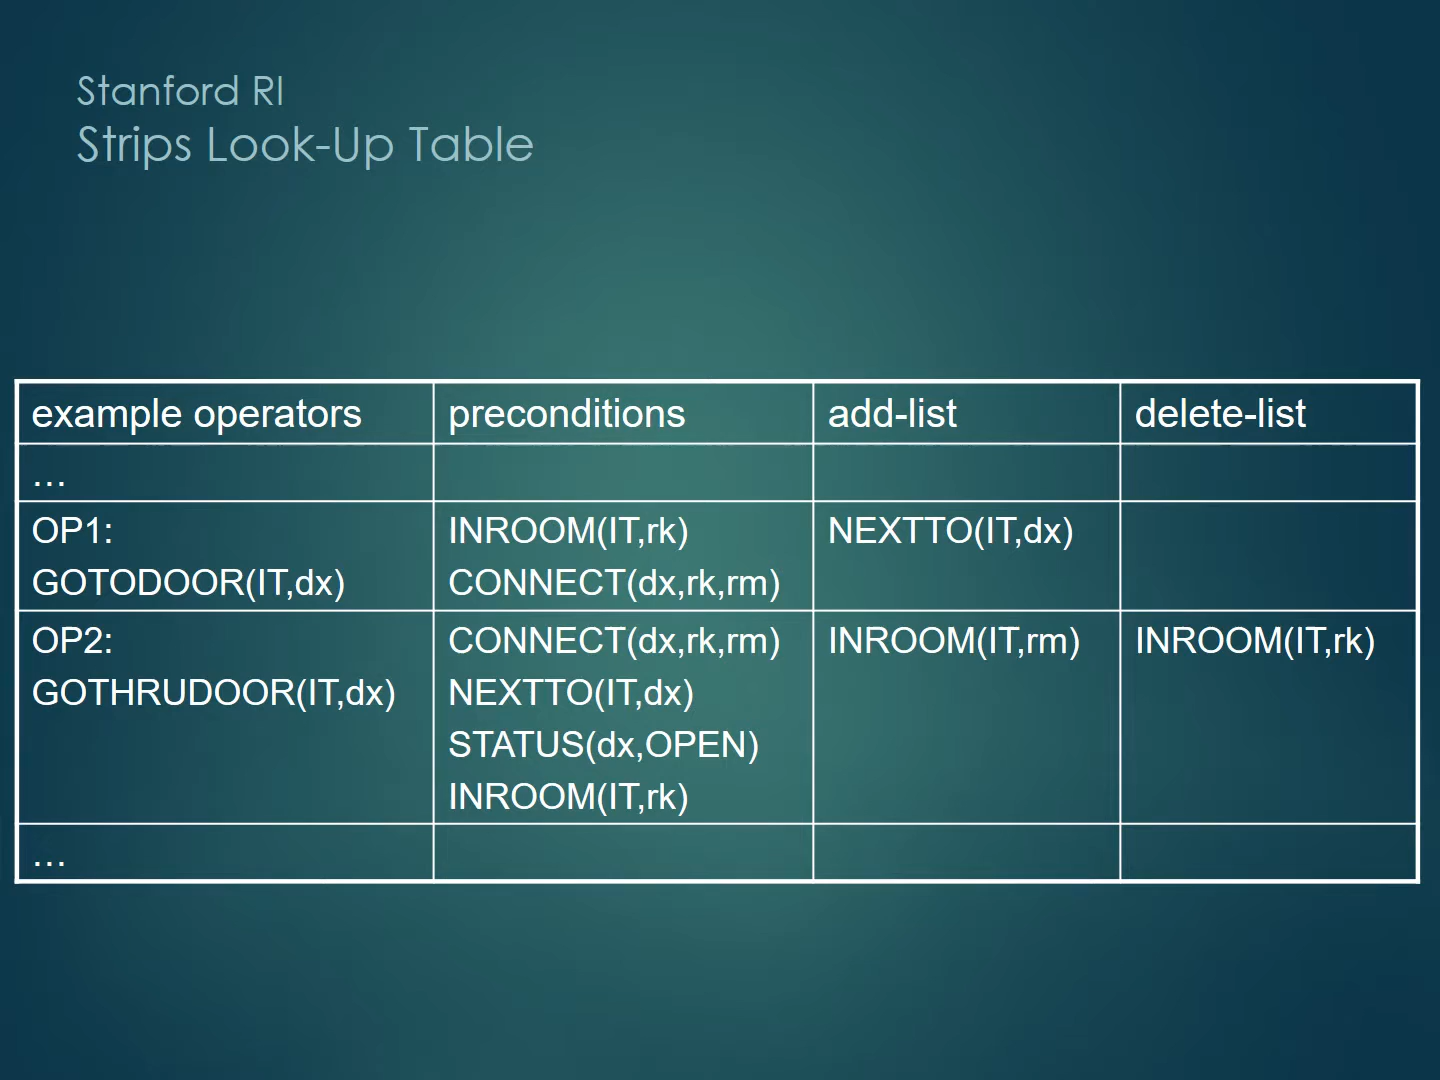 Stanford RI
Strips Look-Up Table
example operators preconditions add-list delete-list
...
OP1: INROOM(IT,rk) NEXTTO(IT,dx)
GOTODOOR(IT,dx) CONNECT(dx,rk,rm)
OP2: CONNECT(dx,rk,rm) INROOM(IT,rm) INROOM(IT,rk)
GOTHRUDOOR(IT,dx) NEXTTO(IT,dx)
STATUS(dx,OPEN)
INROOM(IT,rk)
...